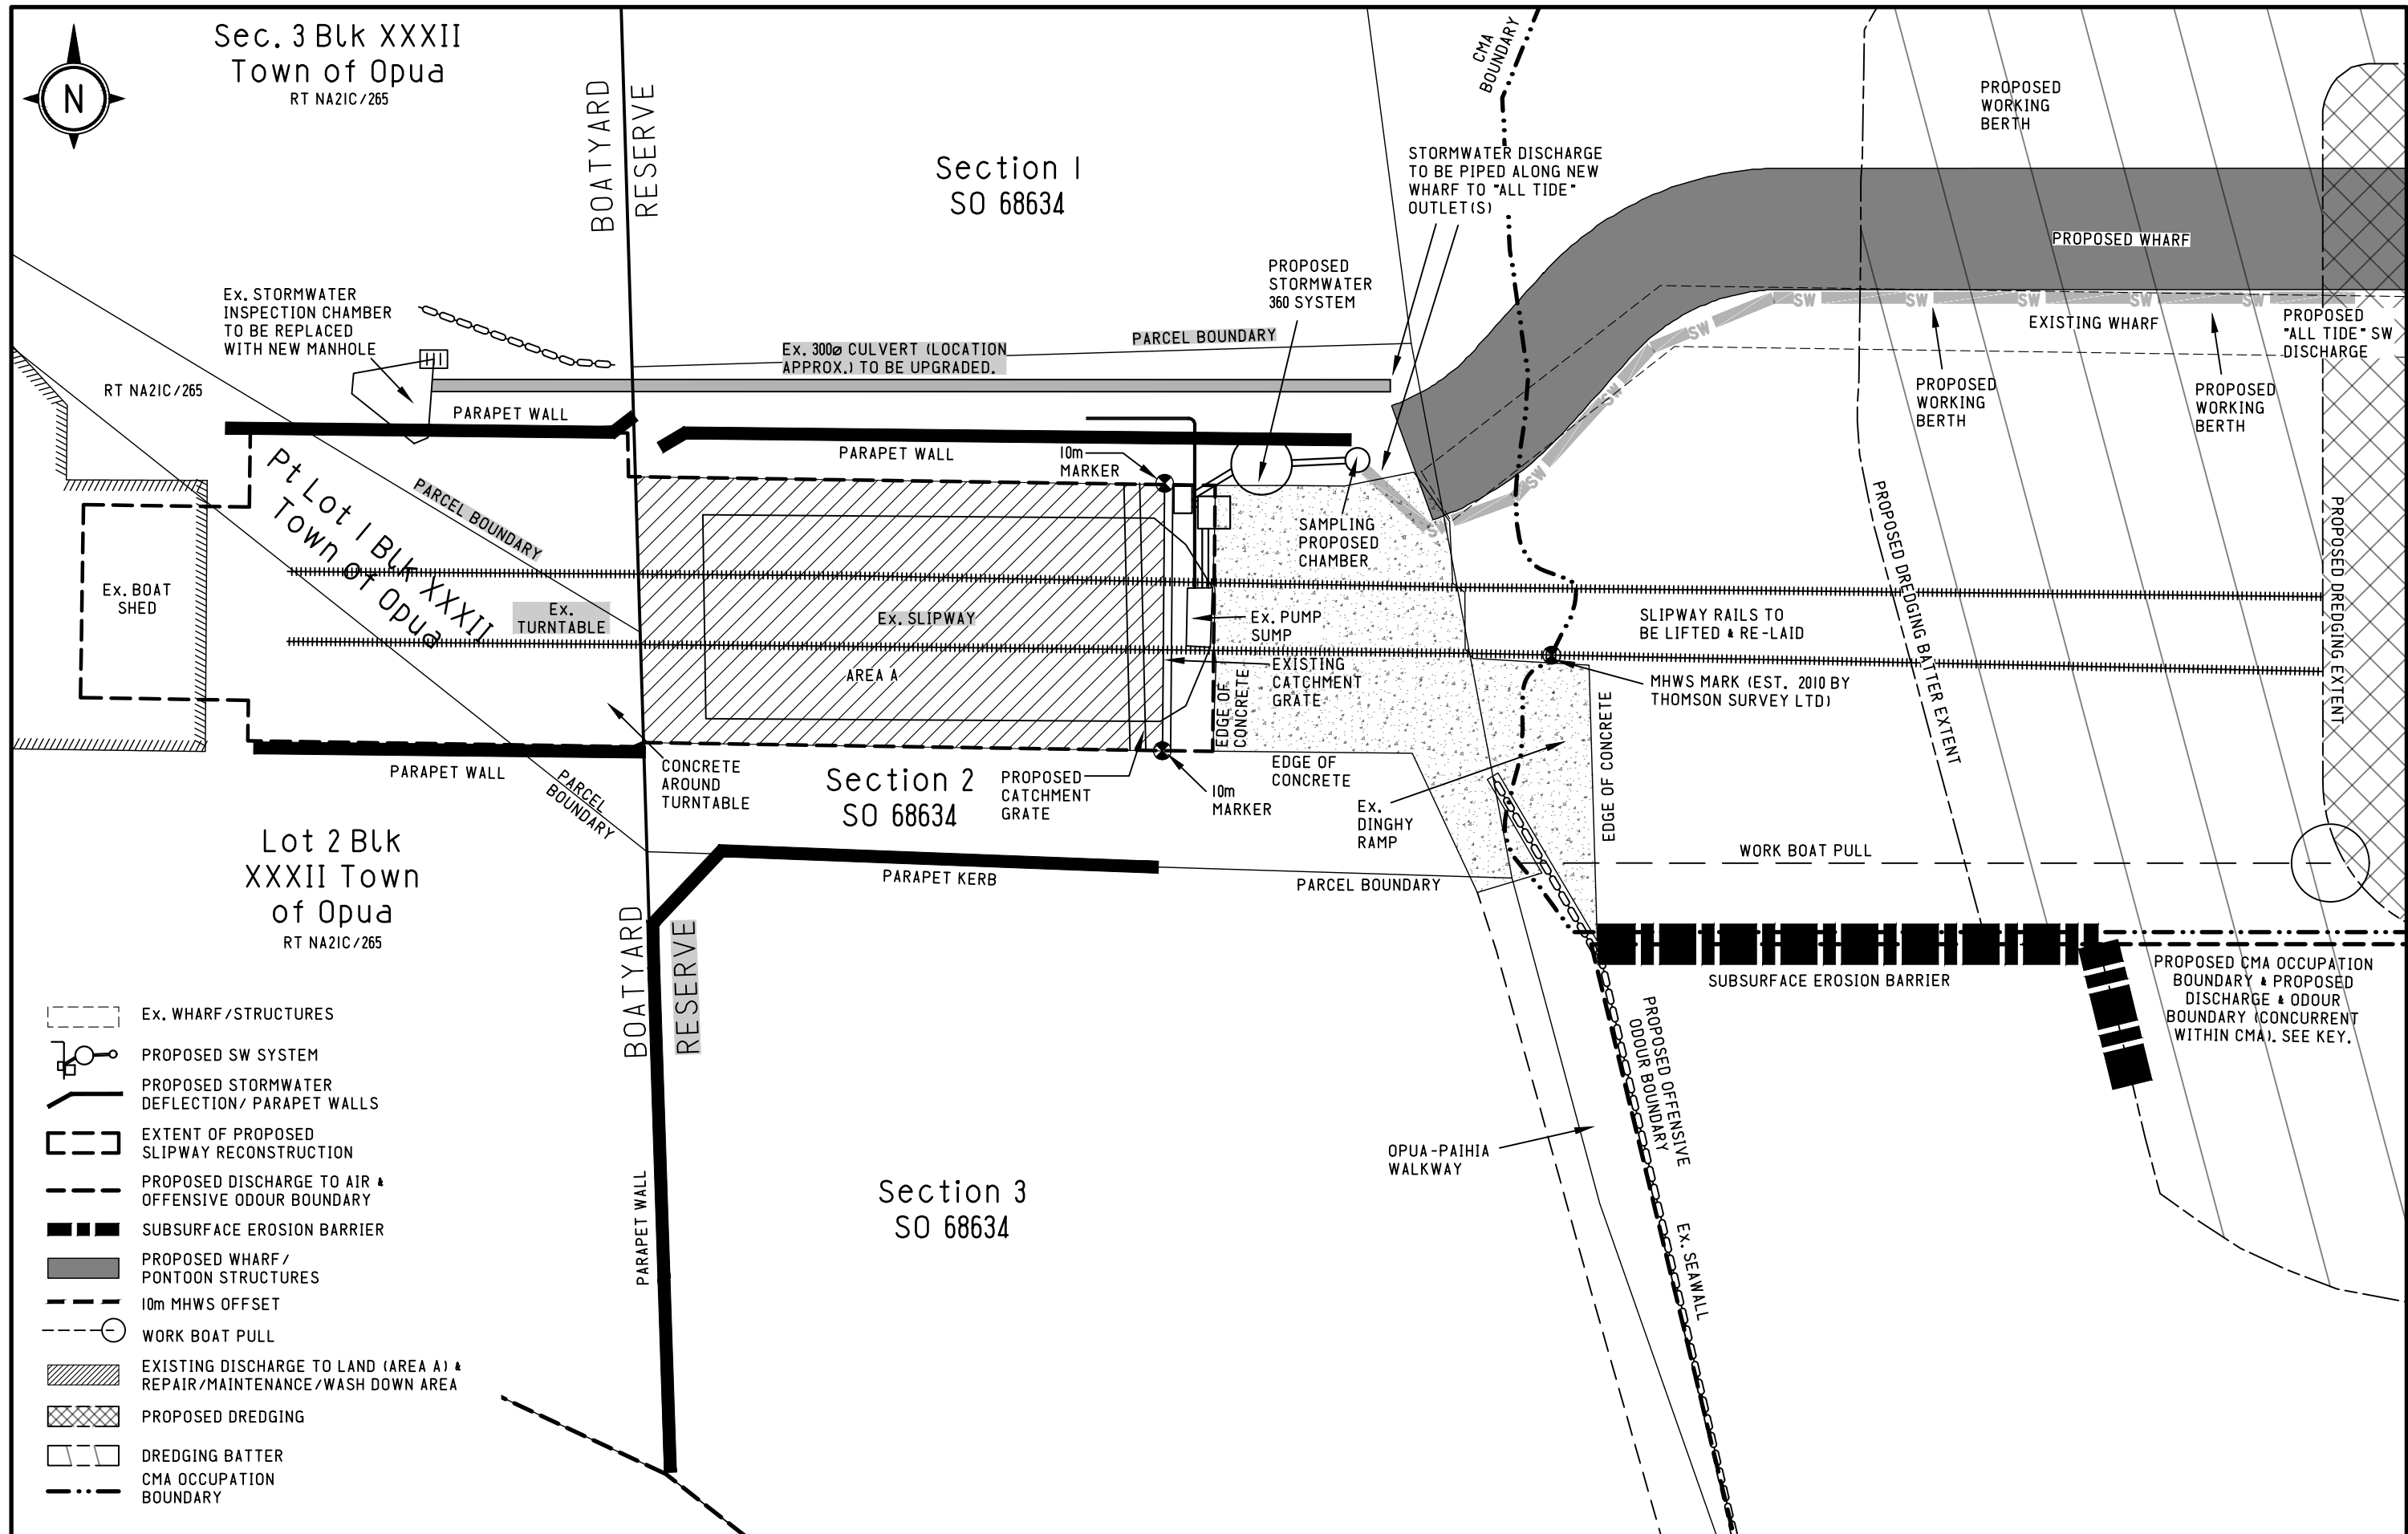 N
Sec. 3 Blk XXXII
Town of Opua
RT NA21C/265
BOATYARD
RESERVE
Section 1
SO 68634
CMA
BOUNDARY
PROPOSED
WORKING
BERTH
STORMWATER DISCHARGE
TO BE PIPED ALONG NEW
WHARF TO "ALL TIDE"
OUTLET(S)
PROPOSED WHARF
PROPOSED
STORMWATER
360 SYSTEM
Ex. STORMWATER
INSPECTION CHAMBER
TO BE REPLACED
WITH NEW MANHOLE
Ex. 300ø CULVERT (LOCATION
APPROX.) TO BE UPGRADED.
PARCEL BOUNDARY
SW
SW
SW
SW
SW
SW
SW
SW
EXISTING WHARF
PROPOSED
"ALL TIDE" SW
DISCHARGE
PROPOSED
WORKING
BERTH
PROPOSED
WORKING
BERTH
RT NA21C/265
PARAPET WALL
PARAPET WALL
10m
MARKER
Pt Lot 1 Blk XXXII
Town of Opua
PARCEL BOUNDARY
SAMPLING
PROPOSED
CHAMBER
PROPOSED DREDGING BATTER EXTENT
PROPOSED DREDGING EXTENT
Ex. BOAT
SHED
Ex.
TURNTABLE
Ex. SLIPWAY
AREA A
Ex. PUMP
SUMP
EXISTING
CATCHMENT
GRATE
SLIPWAY RAILS TO
BE LIFTED & RE-LAID
MHWS MARK (EST. 2010 BY
THOMSON SURVEY LTD)
EDGE OF
CONCRETE
EDGE OF CONCRETE
PARAPET WALL
PARCEL
BOUNDARY
CONCRETE
AROUND
TURNTABLE
Section 2
SO 68634
PROPOSED
CATCHMENT
GRATE
10m
MARKER
EDGE OF
CONCRETE
Ex.
DINGHY
RAMP
WORK BOAT PULL
Lot 2 Blk
XXXII Town
of Opua
RT NA21C/265
PARAPET KERB
PARCEL BOUNDARY
BOATYARD
RESERVE
SUBSURFACE EROSION BARRIER
PROPOSED CMA OCCUPATION
BOUNDARY & PROPOSED
DISCHARGE & ODOUR
BOUNDARY (CONCURRENT
WITHIN CMA). SEE KEY.
PROPOSED OFFENSIVE
ODOUR BOUNDARY
OPUA-PAIHIA
WALKWAY
Ex. SEAWALL
PARAPET WALL
Section 3
SO 68634
Ex. WHARF/STRUCTURES
PROPOSED SW SYSTEM
PROPOSED STORMWATER
DEFLECTION/ PARAPET WALLS
EXTENT OF PROPOSED
SLIPWAY RECONSTRUCTION
PROPOSED DISCHARGE TO AIR &
OFFENSIVE ODOUR BOUNDARY
SUBSURFACE EROSION BARRIER
PROPOSED WHARF/
PONTOON STRUCTURES
10m MHWS OFFSET
WORK BOAT PULL
EXISTING DISCHARGE TO LAND (AREA A) &
REPAIR/MAINTENANCE/WASH DOWN AREA
PROPOSED DREDGING
DREDGING BATTER
CMA OCCUPATION
BOUNDARY